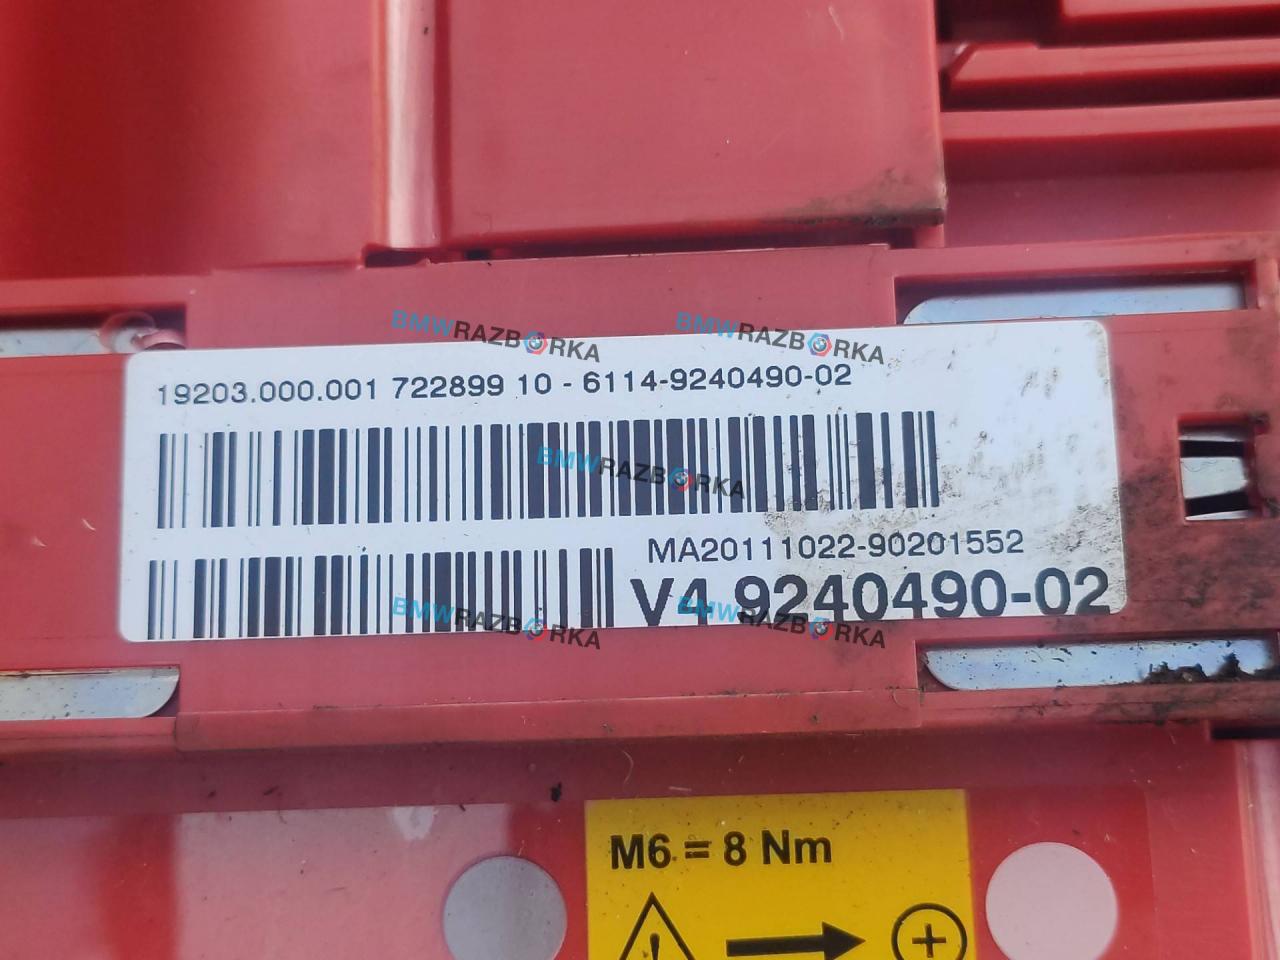 BMWRAZBORKA BMWRAZBORKA
19203.000.001 722899 10 - 6114-9240490-02
BMWRAZBORKA
MA20111022-90201552
V4 9240490-02
BMWRAZBORKA BMWRAZBORKA
M6 = 8 Nm